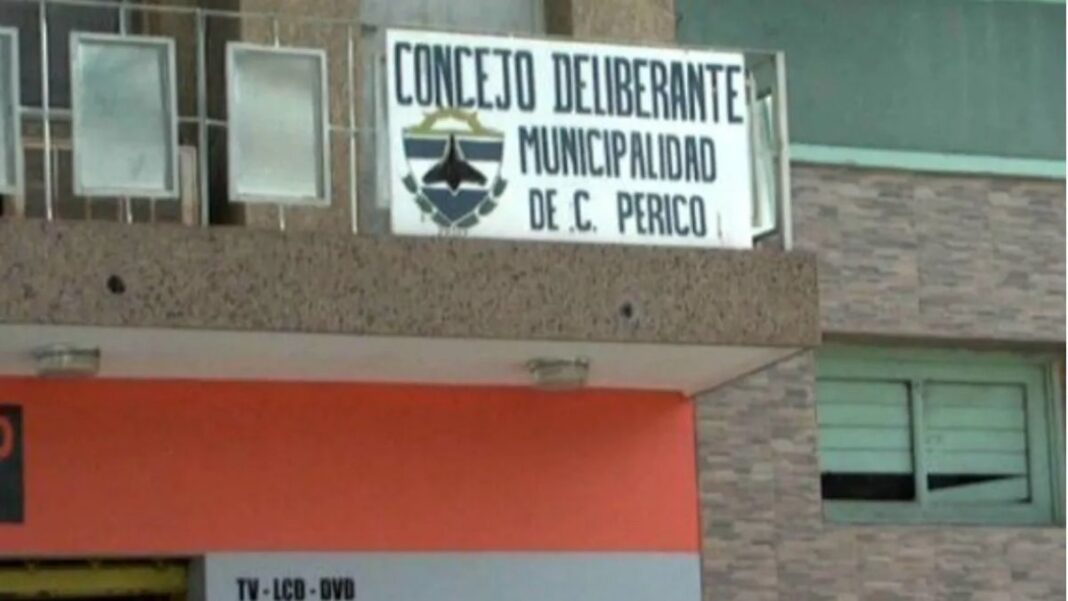 CONCEJO DELIBERANTE
MUNICIPALIDAD
DE .C. PERICO
TV - LCD - DVD